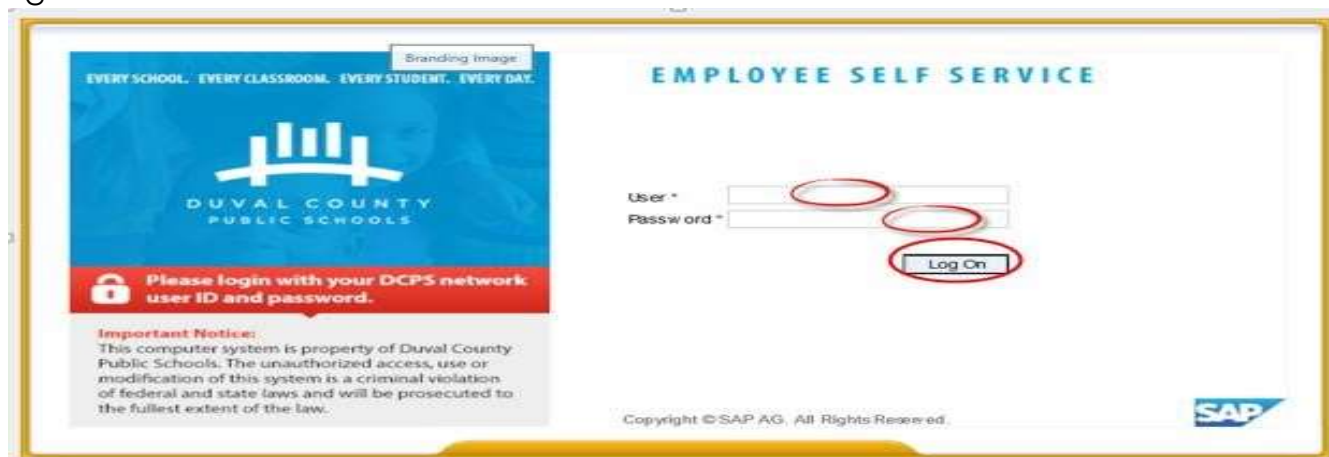 Branding Image
EVERY SCHOOL. EVERY CLASSROOM. EVERY STUDENT. EVERY DAY.
DUVAL COUNTY
PUBLIC SCHOOLS
Please login with your DCPS network
user ID and password.
Important Notice:
This computer system is property of Duval County
Public Schools. The unauthorized access, use or
modification of this system is a criminal violation
of federal and state laws and will be prosecuted to
the fullest extent of the law.
EMPLOYEE SELF SERVICE
User *
Password *
Log On
Copyright © SAP AG. All Rights Reserved.
SAP